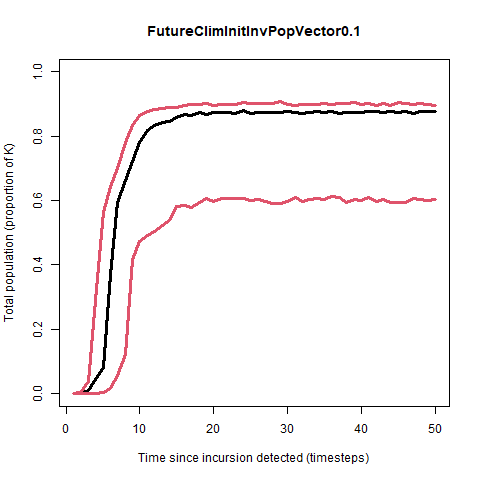 FutureClimInitInvPopVector0.1
Total population (proportion of K)
1.0
0.8
0.6
0.4
0.2
0.0
0 10 20 30 40 50
Time since incursion detected (timesteps)